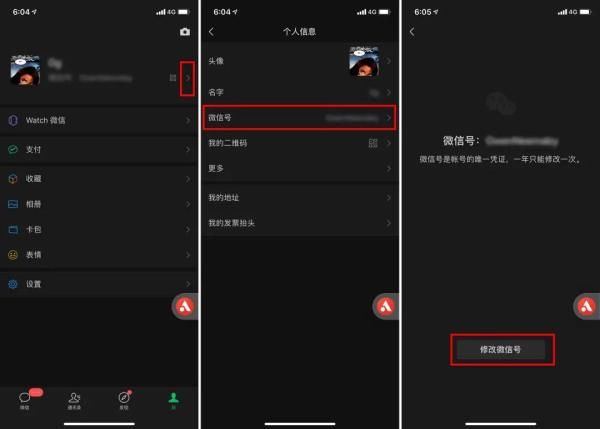 6:04
4G
Watch 微信
支付
收藏
相册
卡包
表情
设置
微信
通讯录
发现
我
6:04
4G
个人信息
头像
名字
微信号
我的二维码
更多
我的地址
我的发票抬头
6:05
4G
微信号：
微信号是帐号的唯一凭证，一年只能修改一次。
修改微信号